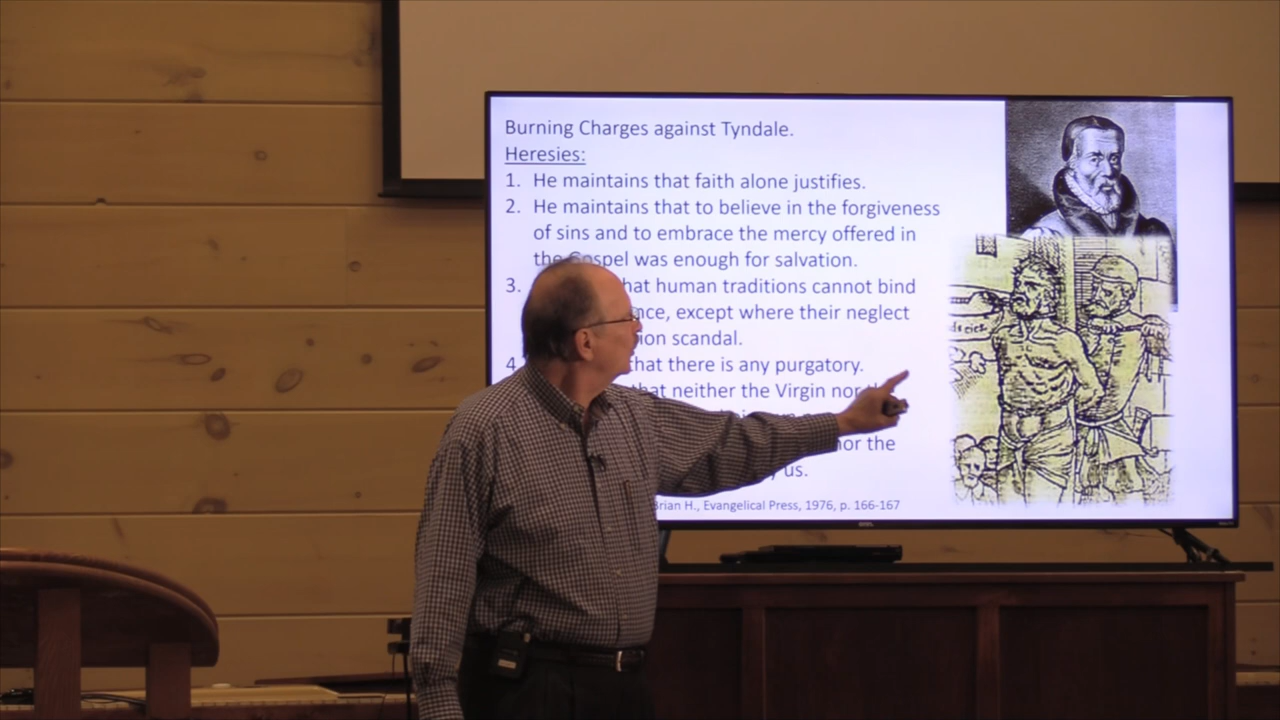 Burning Charges against Tyndale.
Heresies:
1. He maintains that faith alone justifies.
2. He maintains that to believe in the forgiveness
of sins and to embrace the mercy offered in
the Gospel was enough for salvation.
3. that human traditions cannot bind
except where their neglect
scandal.
4 that there is any purgatory.
that neither the Virgin nor
nor the
us.
Brian H., Evangelical Press, 1976, p. 166-167